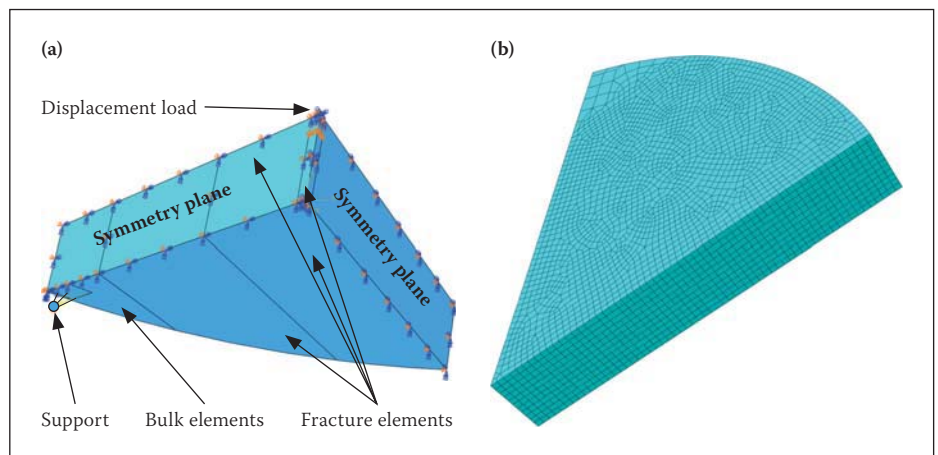 (a)
(b)
Displacement load
Symmetry plane
Symmetry plane
Support
Bulk elements
Fracture elements